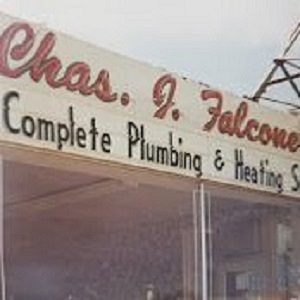 Chas. J. Falcone
Complete Plumbing & Heating S